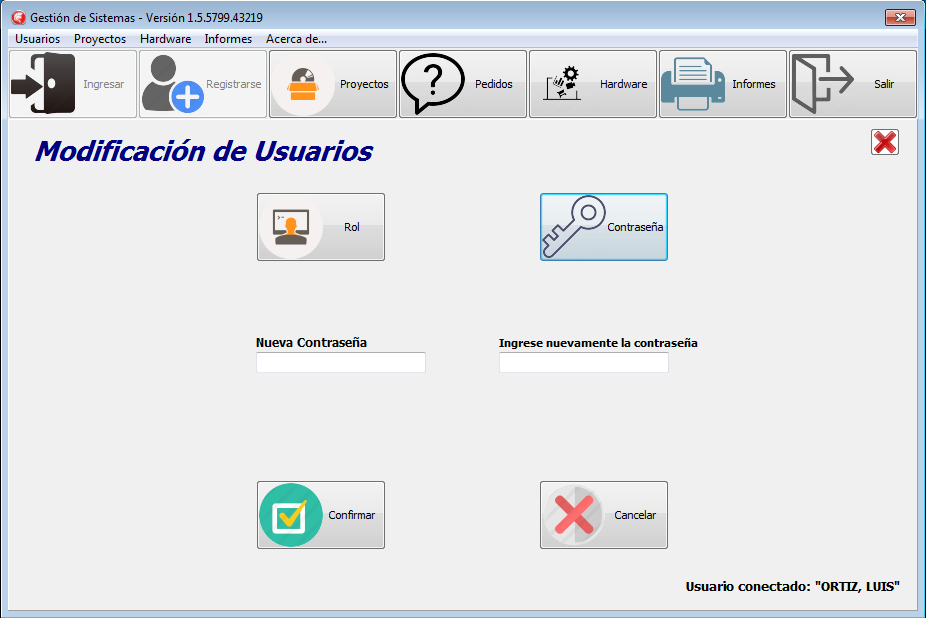 Gestión de Sistemas - Versión 1.5.5799.43219
Usuarios Proyectos Hardware Informes Acerca de...
Ingresar Registrarse Proyectos Pedidos Hardware Informes Salir
Modificación de Usuarios
Rol Contraseña
Nueva Contraseña Ingrese nuevamente la contraseña
Confirmar Cancelar
Usuario conectado: "ORTIZ, LUIS"